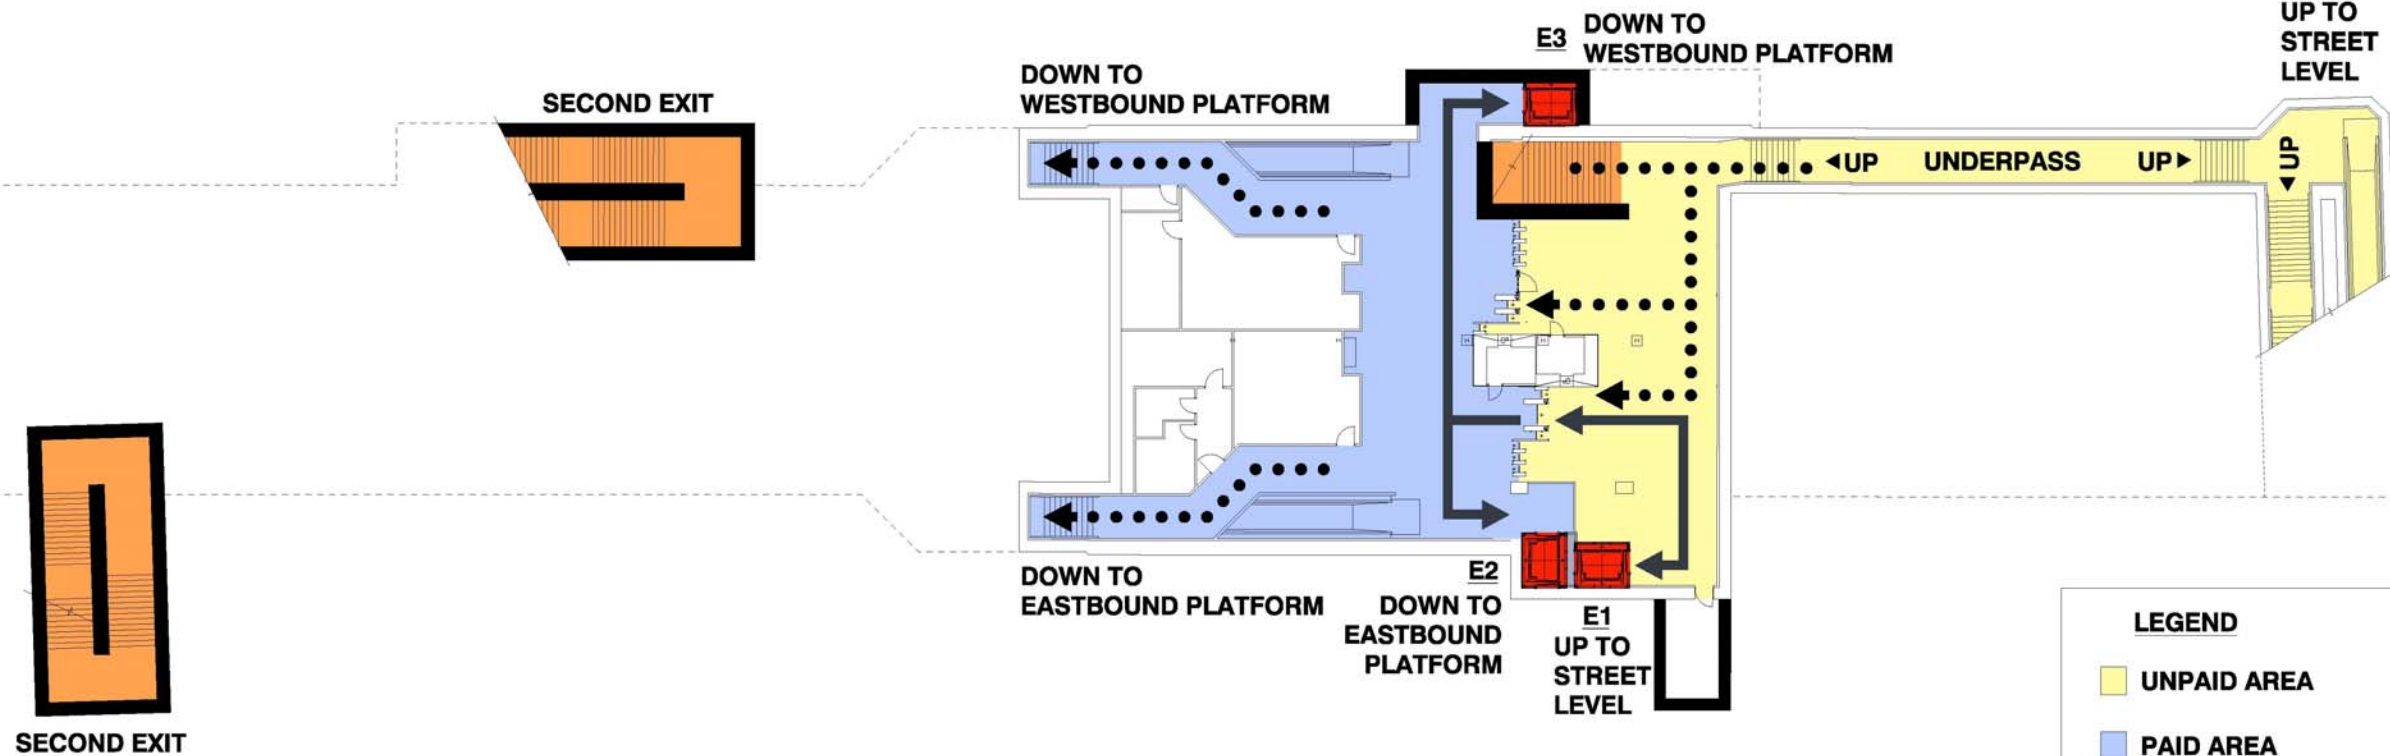 UP TO
STREET
LEVEL
E3
DOWN TO
WESTBOUND PLATFORM
DOWN TO
WESTBOUND PLATFORM
SECOND EXIT
◄UP
UNDERPASS
UP►
◄UP
E2
DOWN TO
EASTBOUND
PLATFORM
DOWN TO
EASTBOUND PLATFORM
E1
UP TO
STREET
LEVEL
SECOND EXIT
LEGEND
UNPAID AREA
PAID AREA